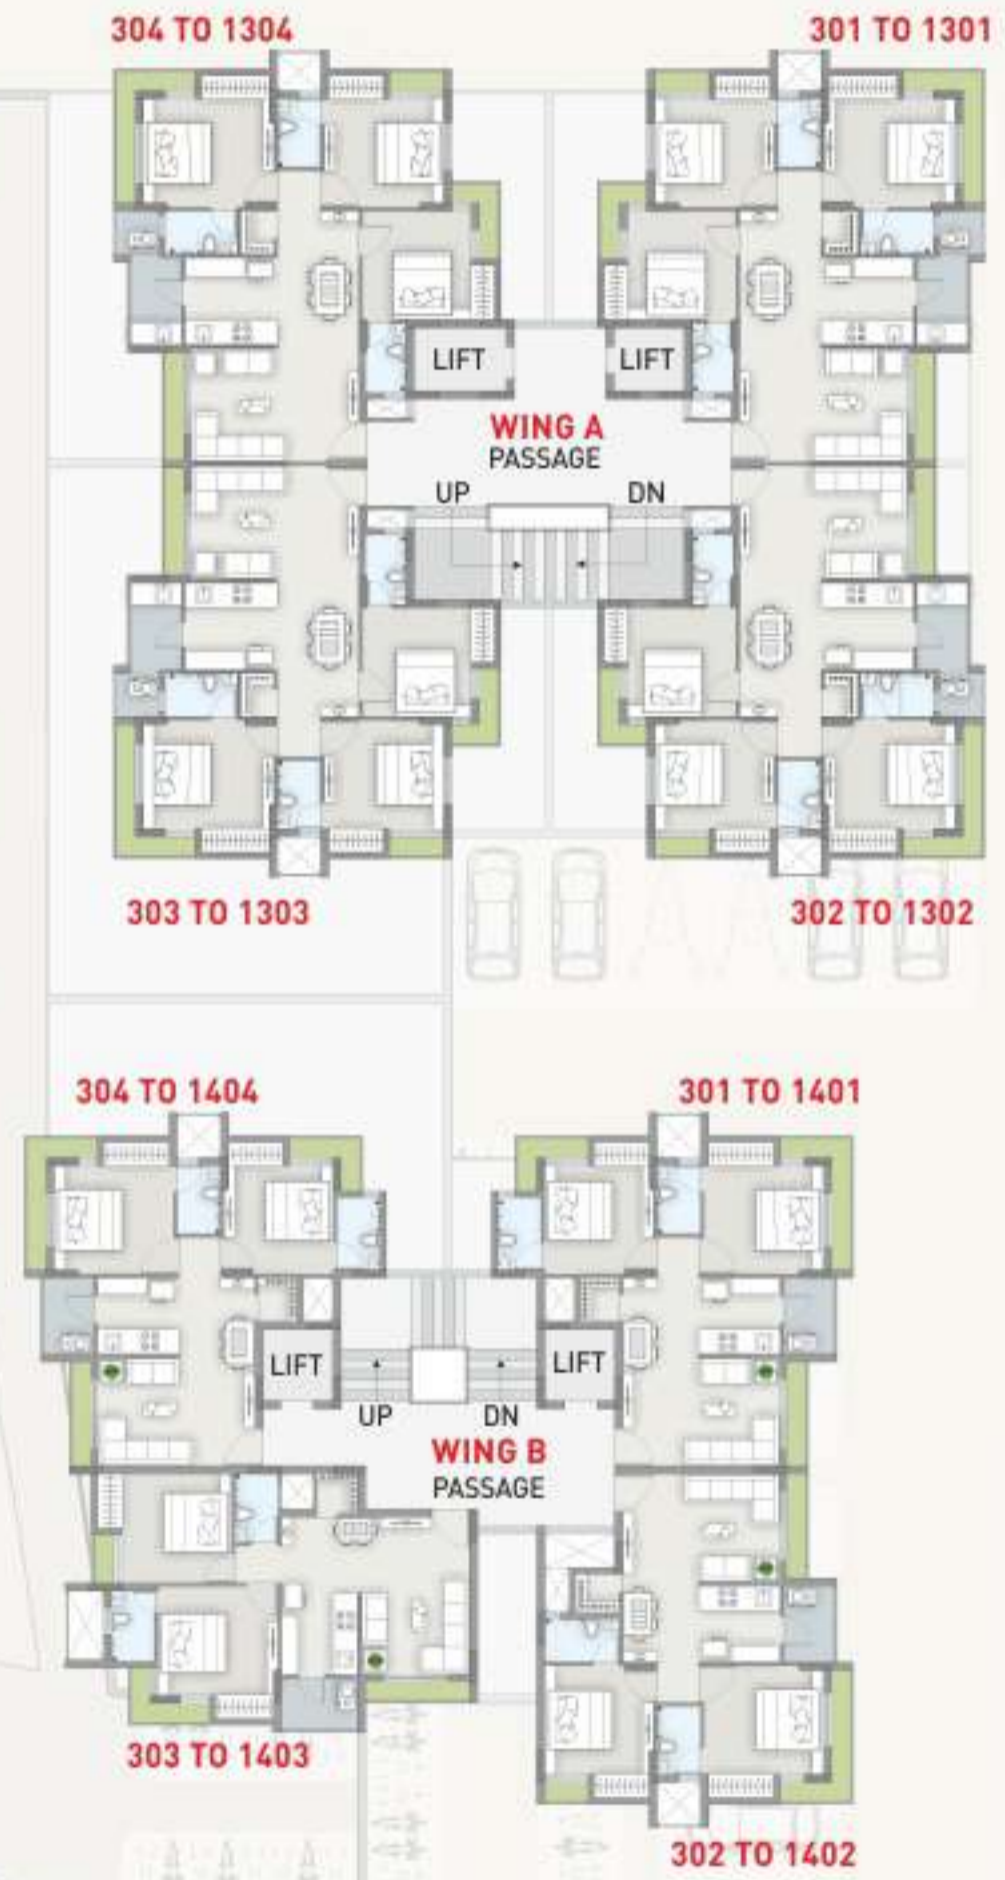 304 TO 1304
301 TO 1301
LIFT
LIFT
WING A
PASSAGE
UP
DN
303 TO 1303
302 TO 1302
304 TO 1404
301 TO 1401
LIFT
LIFT
UP
DN
WING B
PASSAGE
303 TO 1403
302 TO 1402